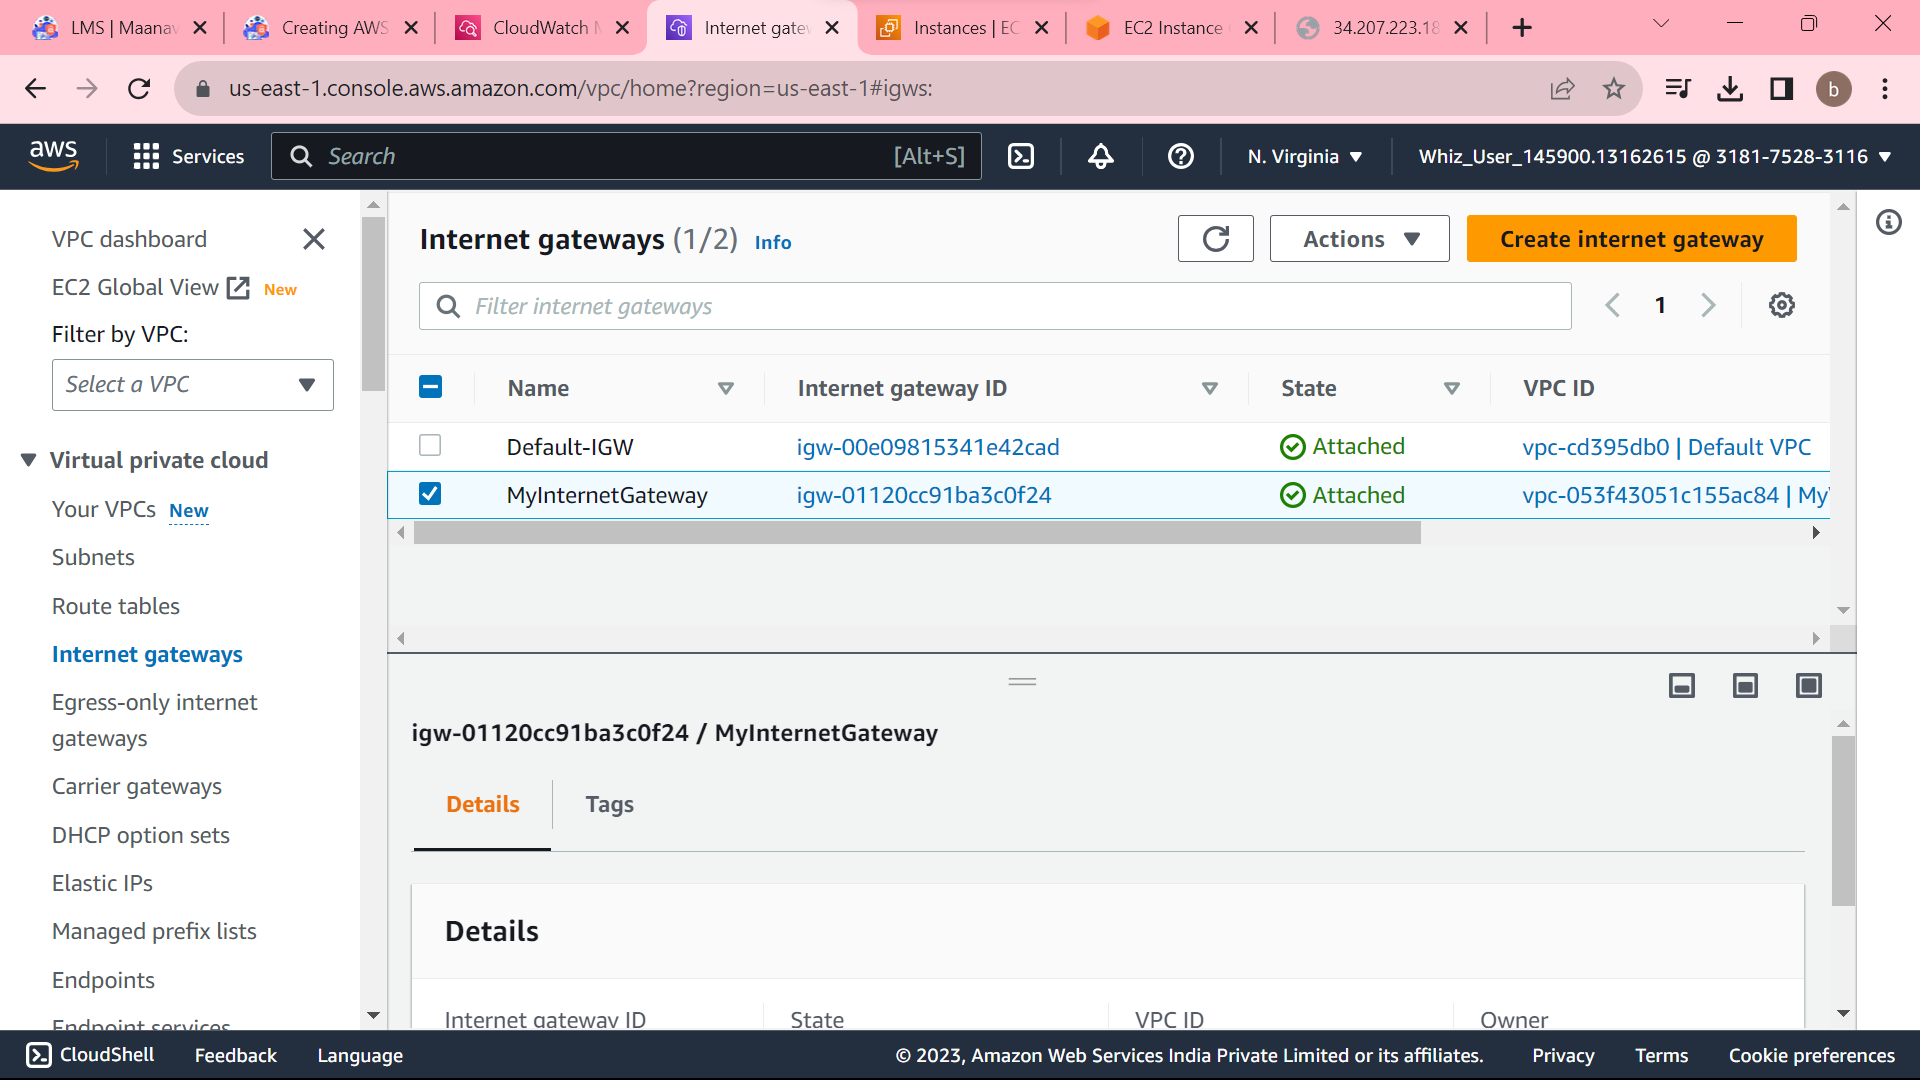 LMS | Maanav
Creating AWS
CloudWatch
Internet gatew
Instances | EC
EC2 Instance
34.207.223.18
us-east-1.console.aws.amazon.com/vpc/home?region=us-east-1#igws:
b
aws
Services
Search
[Alt+S]
N. Virginia
Whiz_User_145900.13162615 @ 3181-7528-3116
VPC dashboard
EC2 Global View
New
Filter by VPC:
Select a VPC
Virtual private cloud
Your VPCs New
Subnets
Route tables
Internet gateways
Egress-only internet
gateways
Carrier gateways
DHCP option sets
Elastic IPs
Managed prefix lists
Endpoints
Endpoint services
Internet gateways (1/2) Info
Actions
Create internet gateway
Filter internet gateways
1
Name
Internet gateway ID
State
VPC ID
Default-IGW
igw-00e09815341e42cad
Attached
vpc-cd395db0 | Default VPC
MyInternetGateway
igw-01120cc91ba3c0f24
Attached
vpc-053f43051c155ac84 | My
igw-01120cc91ba3c0f24 / MyInternetGateway
Details
Tags
Details
Internet gateway ID
State
VPC ID
Owner
CloudShell
Feedback
Language
© 2023, Amazon Web Services India Private Limited or its affiliates.
Privacy
Terms
Cookie preferences